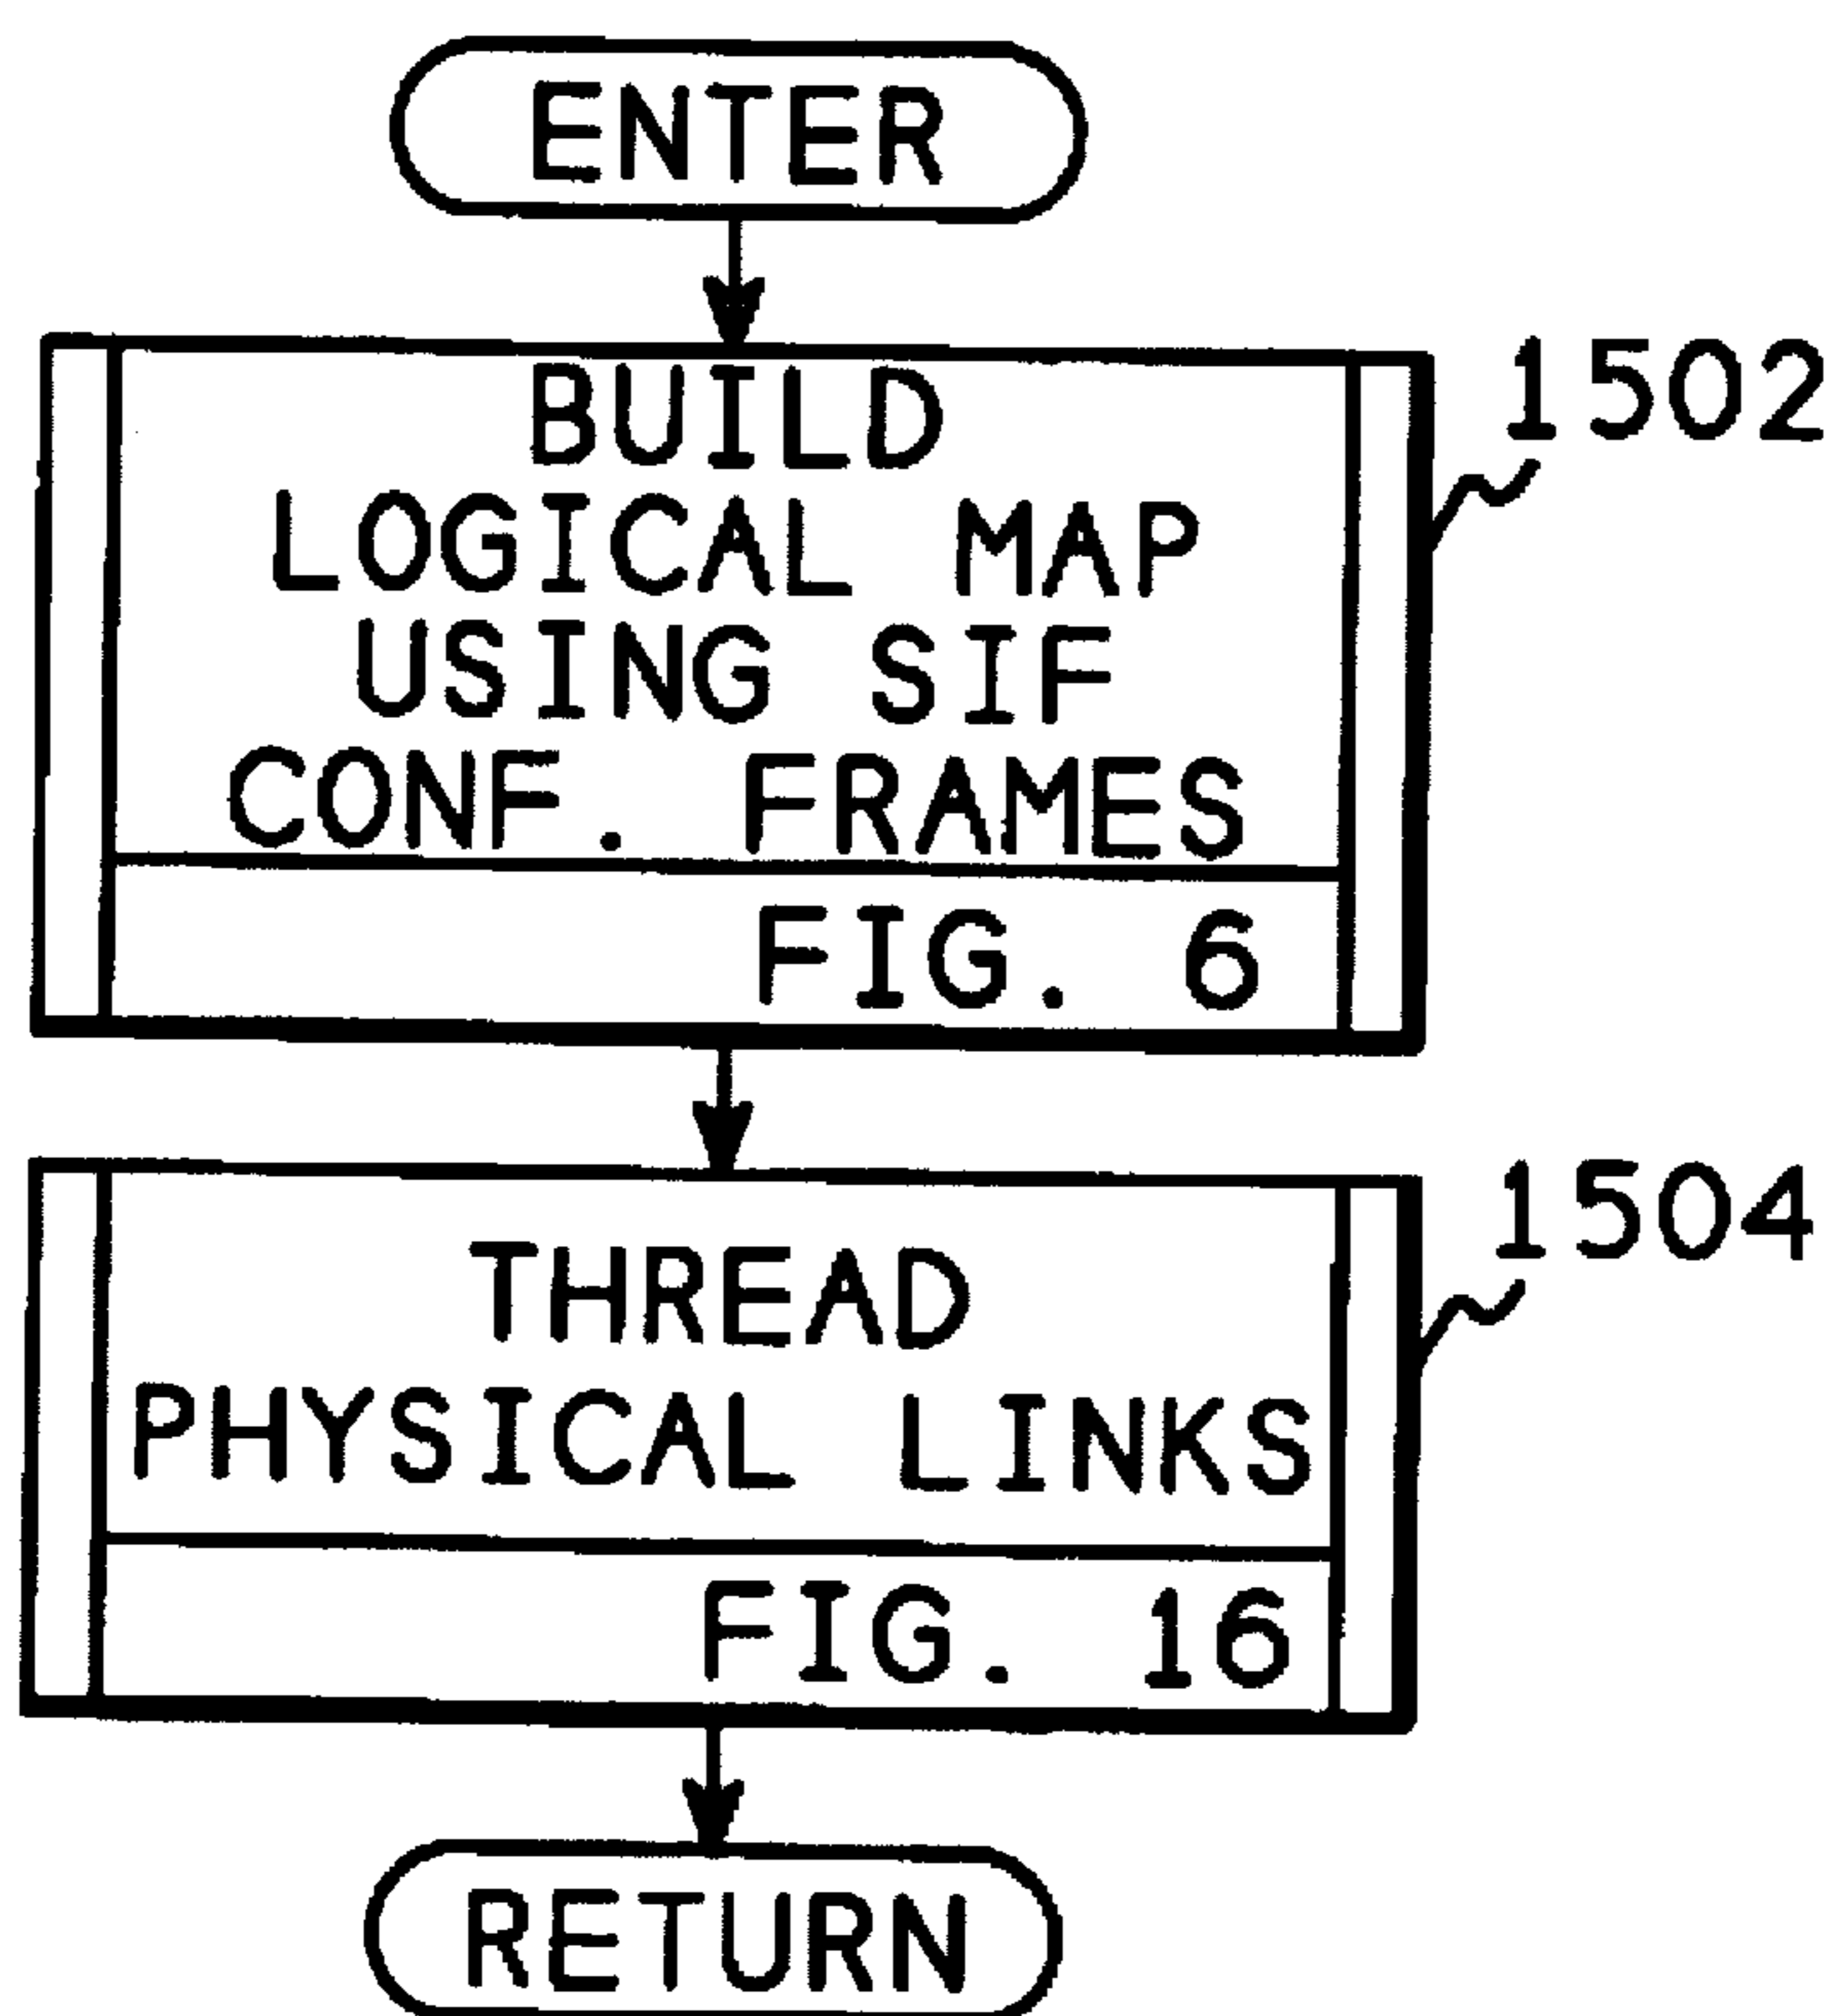 ENTER
BUILD
LOGICAL MAP
USING SIF
CONF. FRAMES
FIG. 6
1502
THREAD
PHYSICAL LINKS
FIG. 16
1504
RETURN